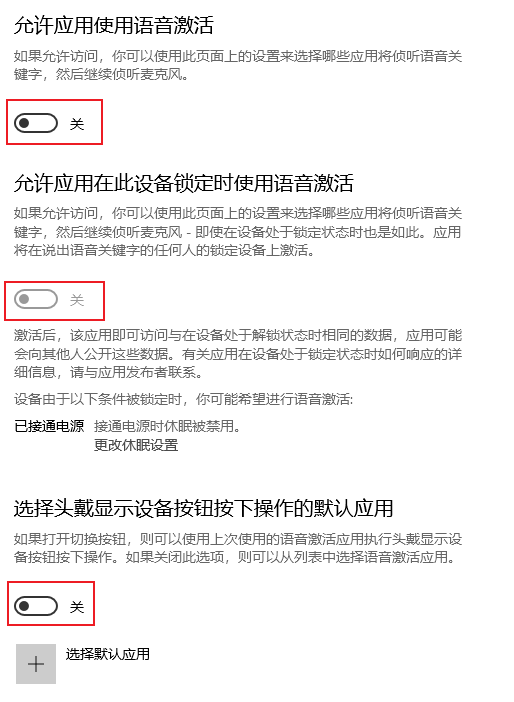 允许应用使用语音激活
如果允许访问，你可以使用此页面上的设置来选择哪些应用将侦听语音关
键字，然后继续侦听麦克风。
关
允许应用在此设备锁定时使用语音激活
如果允许访问，你可以使用此页面上的设置来选择哪些应用将侦听语音关
键字，然后继续侦听麦克风 - 即使在设备处于锁定状态时也是如此。应用
将在说出语音关键字的任何人的锁定设备上激活。
关
激活后，该应用即可访问与在设备处于解锁状态时相同的数据，应用可能
会向其他人公开这些数据。有关应用在设备处于锁定状态时如何响应的详
细信息，请与应用发布者联系。
设备由于以下条件被锁定时，你可能希望进行语音激活:
已接通电源 接通电源时休眠被禁用。
更改休眠设置
选择头戴显示设备按钮按下操作的默认应用
如果打开切换按钮，则可以使用上次使用的语音激活应用执行头戴显示设
备按钮按下操作。如果关闭此选项，则可以从列表中选择语音激活应用。
关
选择默认应用